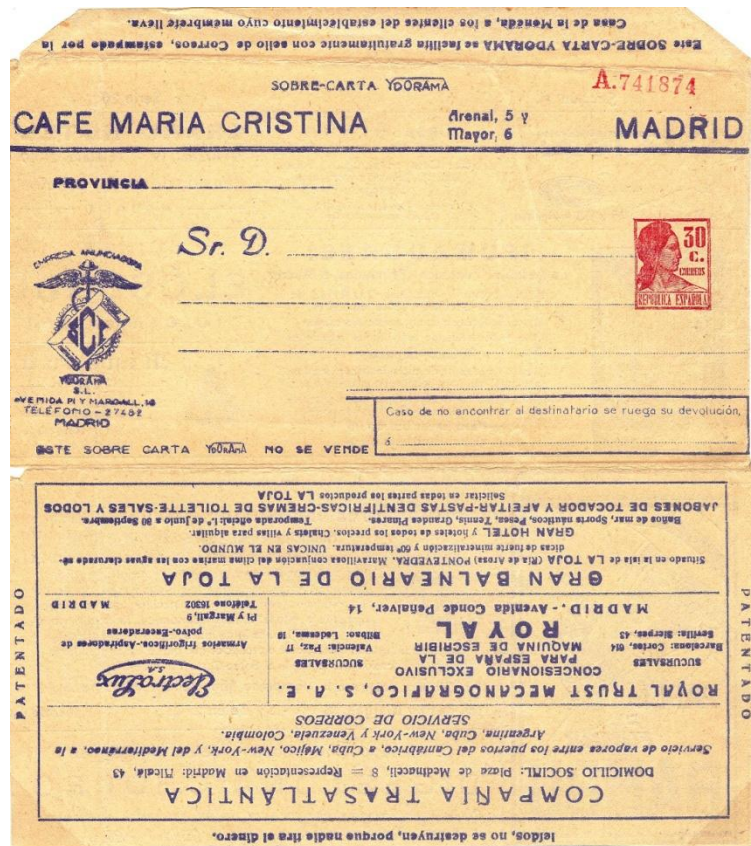 Este SOBRE-CARTA YDORAMA se facilita gratuitamente con sello de Correos, estampado por la
Casa de la Moneda, a los clientes del establecimiento cuyo membrete lleva.
SOBRE-CARTA YDORAMA
A.741874
CAFE MARIA CRISTINA
Arenal, 5 y
Mayor, 6
MADRID
PROVINCIA
Sr. D.
30
C.
CORREOS
REPUBLICA ESPAÑOLA
EMPRESA ANUNCIADORA
YDORAMA
S.L.
AVENIDA PI Y MARGALL, 18
TELÉFONO - 27482
MADRID
Caso de no encontrar al destinatario se ruega su devolución,
á
ESTE SOBRE CARTA YDORAMA NO SE VENDE
leídos, no se destruyen, porque nadie tira el dinero.
COMPAÑÍA TRASATLÁNTICA
DOMICILIO SOCIAL: Plaza de Medinaceli, 8 = Representación en Madrid: Alcalá, 43
Servicio de vapores entre los puertos del Cantábrico, a Cuba, Méjico, New-York, y del Mediterráneo, a la
Argentina, Cuba, New-York y Venezuela, Colombia.
SERVICIO DE CORREOS
ROYAL TRUST MECANOGRAFICO, S. A. E.
CONCESIONARIO EXCLUSIVO
PARA ESPAÑA DE LA
MAQUINA DE ESCRIBIR
ROYAL
SUCURSALES
Barcelona: Cortes, 614
Sevilla: Sierpes, 43
SUCURSALES
Valencia: Paz, 17
Bilbao: Ledesma, 18
MADRID.-Avenida Conde Peñalver, 14
Electrolux
S.A.
Armarios frigoríficos.-Aspiradores de
polvo.-Enceraderas
Pi y Margall, 9
Teléfono 16302
MADRID
GRAN BALNEARIO DE LA TOJA
Situado en la isla de LA TOJA (Ría de Arosa) PONTEVEDRA. Maravillosa conjuncion del clima marino con las aguas clorurado só-
dicas de fuerte mineralización y 60º temperatura. UNICAS EN EL MUNDO.
GRAN HOTEL y hoteles de todos los precios. Chalets y villas para alquilar.
Baños de mar, Sports náuticos, Pesca, Tennis, Grandes Pinares. Temporada oficial: 1.º de junio a 30 Septiembre.
JABONES DE TOCADOR Y AFEITAR-PASTAS DENTÍFRICAS-CREMAS DE TOILETTE-SALES Y LODOS
Solicitar en todas partes los productos LA TOJA
PATENTADO
PATENTADO